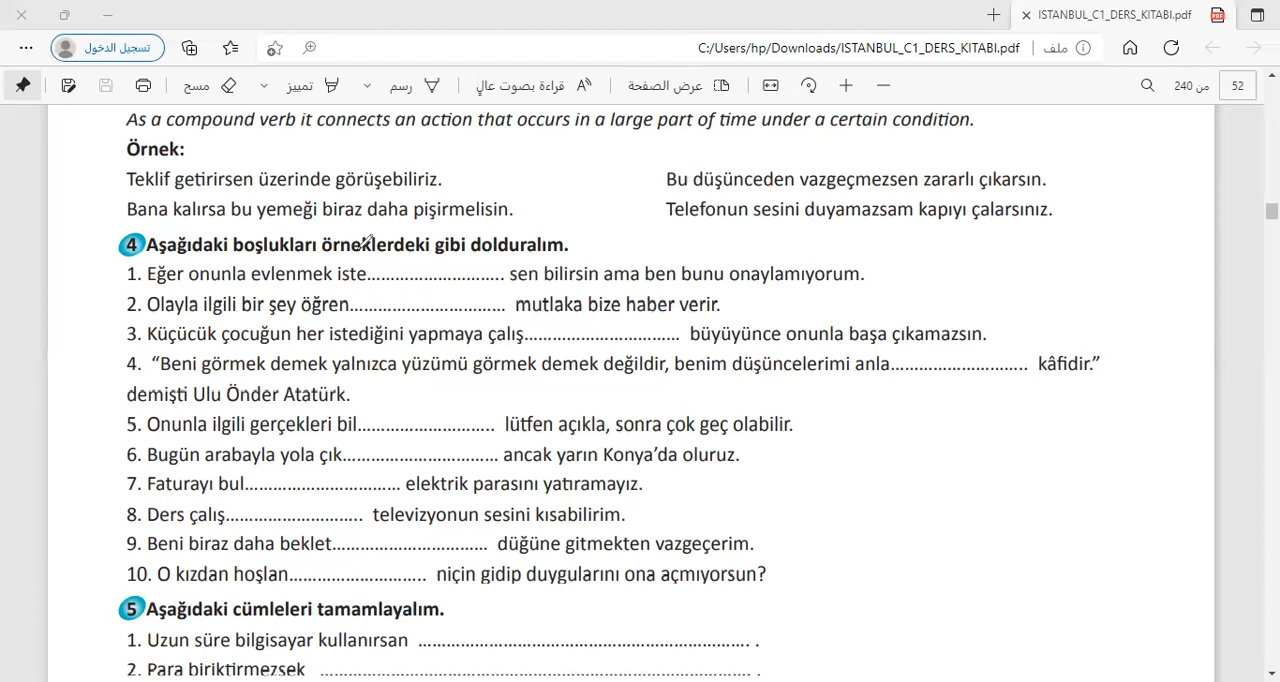 ISTANBUL_C1_DERS_KITABI.pdf
تسجيل الدخول
C:/Users/hp/Downloads/ISTANBUL_C1_DERS_KITABI.pdf
ملف
مسح
تمييز
رسم
قراءة بصوت عالٍ
عرض الصفحة
من 240
52
As a compound verb it connects an action that occurs in a large part of time under a certain condition.
Örnek:
Teklif getirirsen üzerinde görüşebiliriz. Bu düşünceden vazgeçmezsen zararlı çıkarsın.
Bana kalırsa bu yemeği biraz daha pişirmelisin. Telefonun sesini duyamazsam kapıyı çalarsınız.
4 Aşağıdaki boşlukları örneklerdeki gibi dolduralım.
1. Eğer onunla evlenmek iste............................... sen bilirsin ama ben bunu onaylamıyorum.
2. Olayla ilgili bir şey öğren................................... mutlaka bize haber verir.
3. Küçücük çocuğun her istediğini yapmaya çalış................................... büyüyünce onunla başa çıkamazsın.
4. “Beni görmek demek yalnızca yüzümü görmek demek değildir, benim düşüncelerimi anla............................... kâfidir.”
demişti Ulu Önder Atatürk.
5. Onunla ilgili gerçekleri bil............................... lütfen açıkla, sonra çok geç olabilir.
6. Bugün arabayla yola çık................................... ancak yarın Konya’da oluruz.
7. Faturayı bul................................... elektrik parasını yatıramayız.
8. Ders çalış............................... televizyonun sesini kısabilirim.
9. Beni biraz daha beklet................................... düğüne gitmekten vazgeçerim.
10. O kızdan hoşlan............................... niçin gidip duygularını ona açmıyorsun?
5 Aşağıdaki cümleleri tamamlayalım.
1. Uzun süre bilgisayar kullanırsan .......................................................................... .
2. Para biriktirmezsek .......................................................................... .